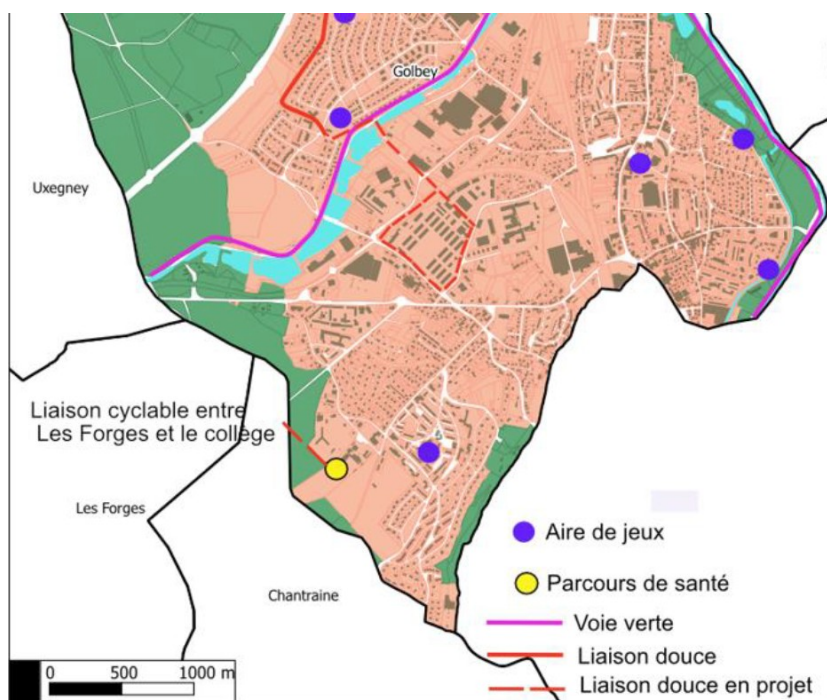 Golbey
Uxegney
Liaison cyclable entre
Les Forges et le collège
Les Forges
Chantraine
Aire de jeux
Parcours de santé
Voie verte
Liaison douce
Liaison douce en projet
0 500 1000 m